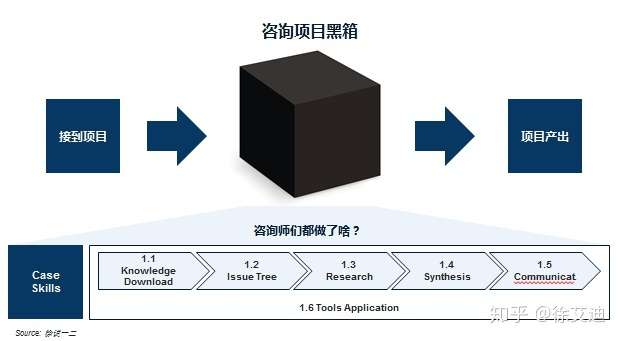 咨询项目黑箱
接到项目
项目产出
咨询师们都做了啥？
Case
Skills
1.1
Knowledge
Download
1.2
Issue Tree
1.3
Research
1.4
Synthesis
1.5
Communicat
1.6 Tools Application
知乎 @徐艾迪
Source: 徐说一二